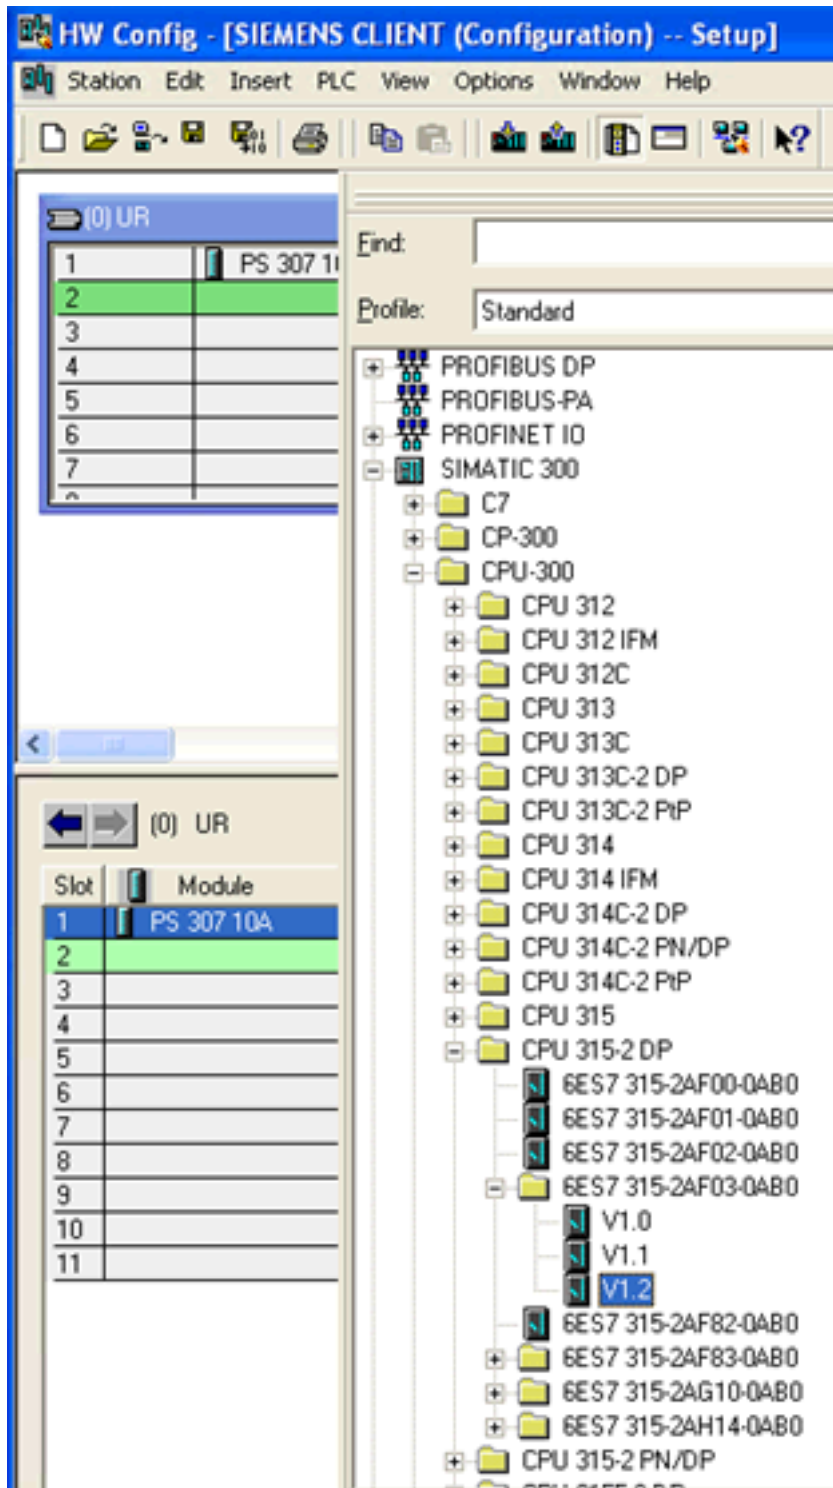 HW Config - [SIEMENS CLIENT (Configuration) -- Setup]
Station Edit Insert PLC View Options Window Help
(0) UR
1 PS 307 10
2
3
4
5
6
7
Find:
Profile: Standard
PROFIBUS DP
PROFIBUS-PA
PROFINET IO
SIMATIC 300
C7
CP-300
CPU-300
CPU 312
CPU 312 IFM
CPU 312C
CPU 313
CPU 313C
CPU 313C-2 DP
CPU 313C-2 PtP
CPU 314
CPU 314 IFM
CPU 314C-2 DP
CPU 314C-2 PN/DP
CPU 314C-2 PtP
CPU 315
CPU 315-2 DP
6ES7 315-2AF00-0AB0
6ES7 315-2AF01-0AB0
6ES7 315-2AF02-0AB0
6ES7 315-2AF03-0AB0
V1.0
V1.1
V1.2
6ES7 315-2AF82-0AB0
6ES7 315-2AF83-0AB0
6ES7 315-2AG10-0AB0
6ES7 315-2AH14-0AB0
CPU 315-2 PN/DP
(0) UR
Slot Module
1 PS 307 10A
2
3
4
5
6
7
8
9
10
11